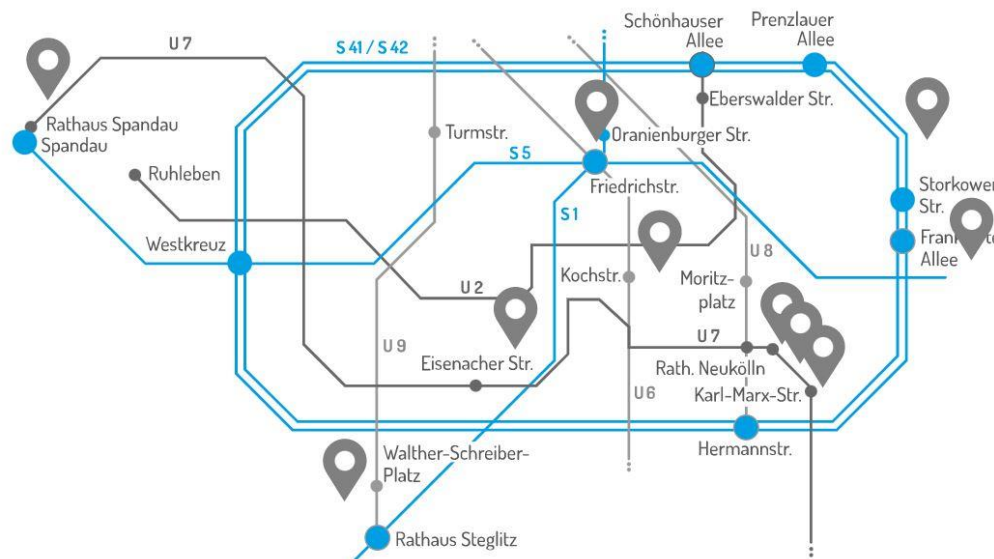 U 7
S 41 / S 42
Schönhauser
Allee
Prenzlauer
Allee
Rathaus Spandau
Spandau
Turmstr.
Oranienburger Str.
Eberswalder Str.
Ruhleben
S 5
Friedrichstr.
S 1
Storkower
Str.
Allee
Westkreuz
U 2
Kochstr.
U 8
Moritz-
platz
U 9
Eisenacher Str.
U 7
Rath. Neukölln
Karl-Marx-Str.
U 6
Hermannstr.
Walther-Schreiber-
Platz
Rathaus Steglitz